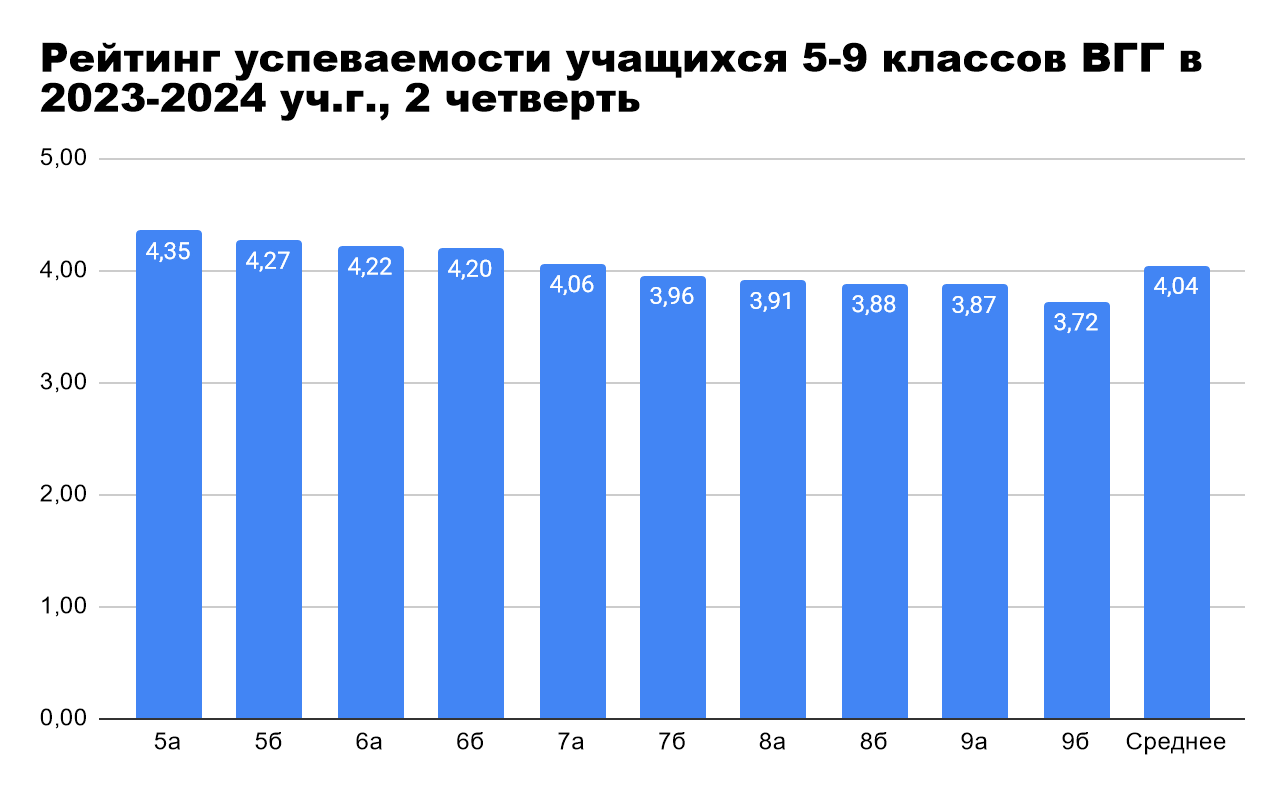 Рейтинг успеваемости учащихся 5-9 классов ВГГ в
2023-2024 уч.г., 2 четверть
5,00
4,00
3,00
2,00
1,00
0,00
4,35
4,27
4,22
4,20
4,06
3,96
3,91
3,88
3,87
3,72
4,04
5а
5б
6а
6б
7а
7б
8а
8б
9а
9б
Среднее